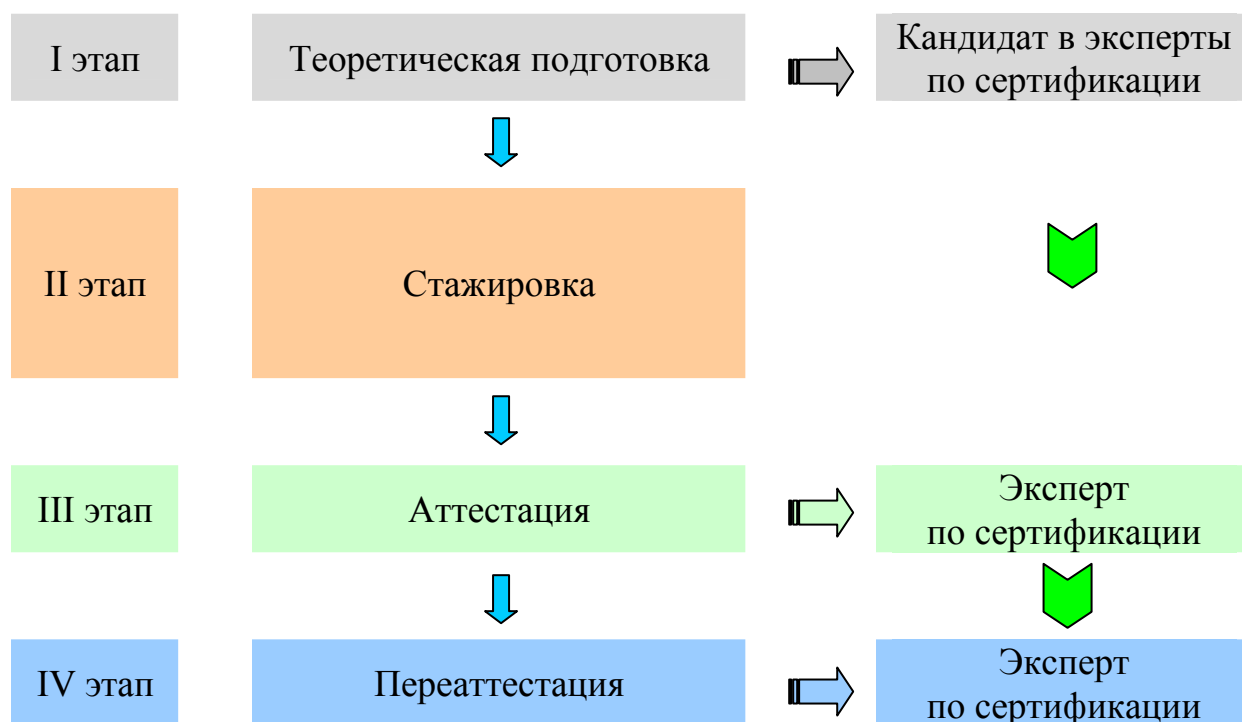 I этап
Теоретическая подготовка
Кандидат в эксперты
по сертификации
II этап
Стажировка
III этап
Аттестация
Эксперт
по сертификации
IV этап
Переаттестация
Эксперт
по сертификации